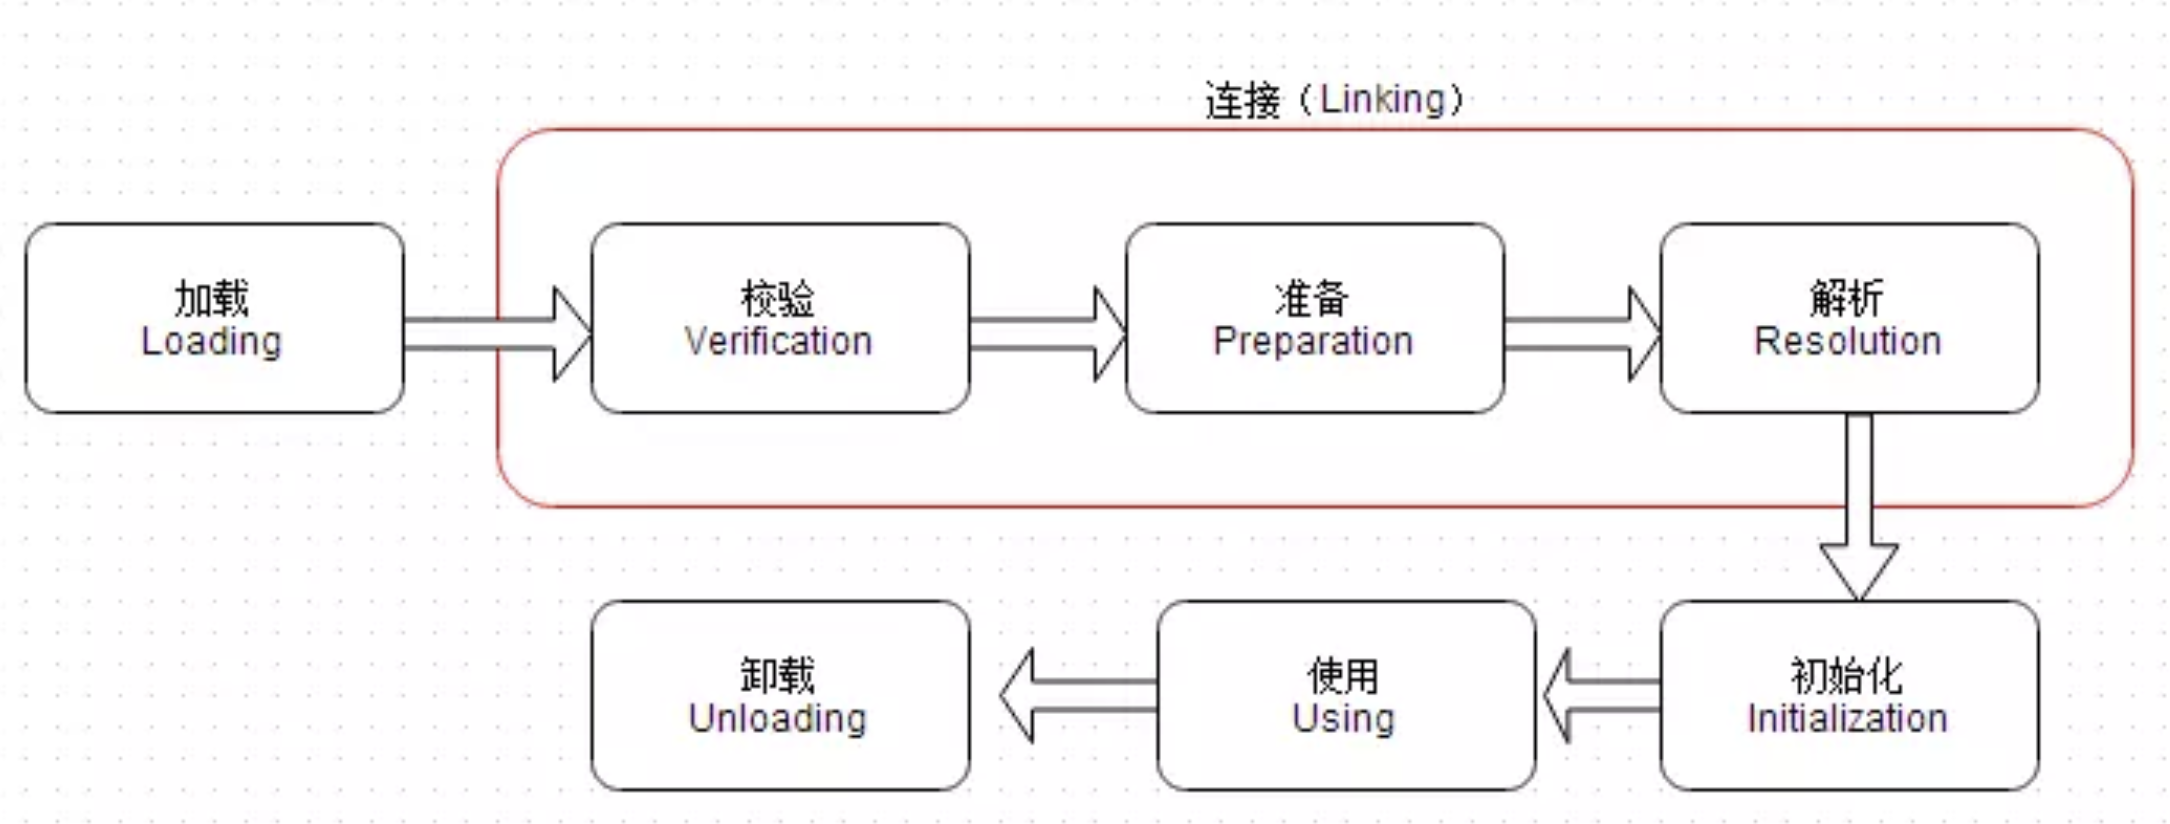 连接（Linking）
加载
Loading
校验
Verification
准备
Preparation
解析
Resolution
初始化
Initialization
使用
Using
卸载
Unloading